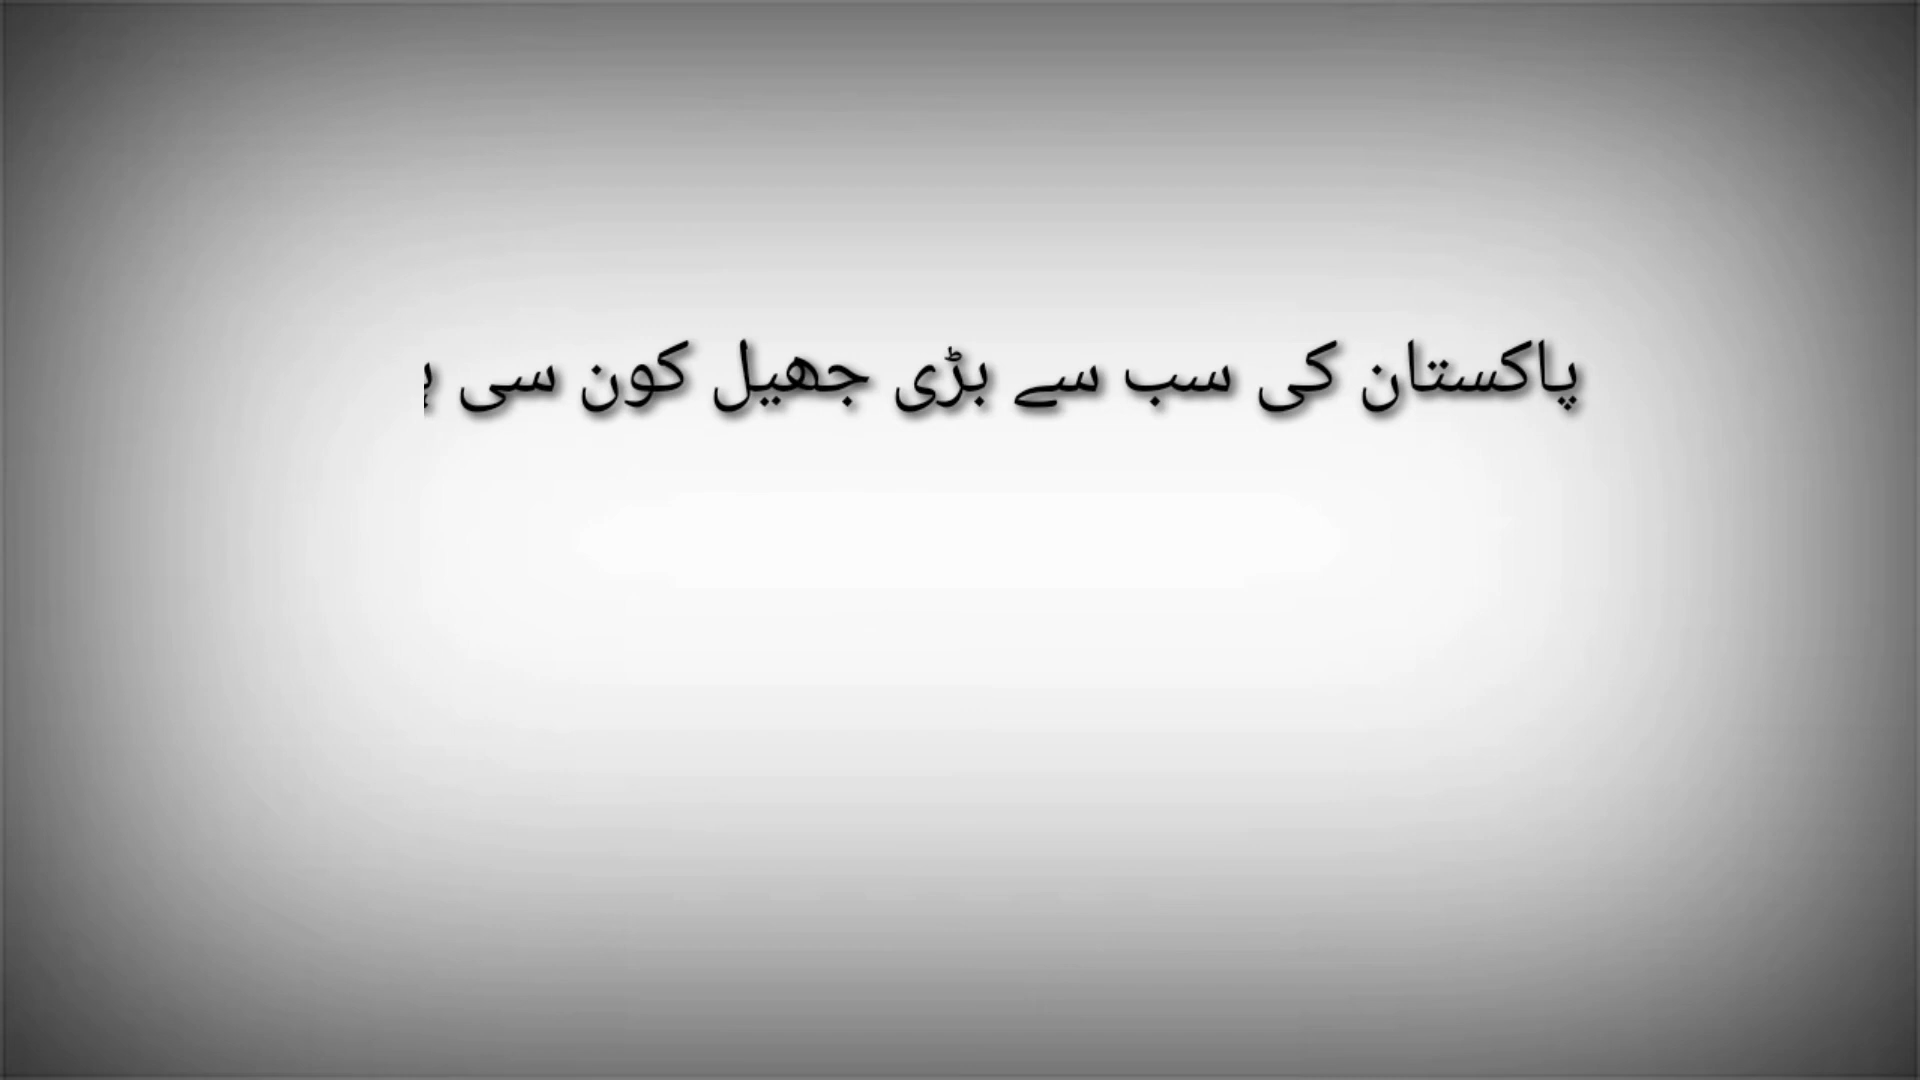 پاکستان کی سب سے بڑی جھیل کون سی